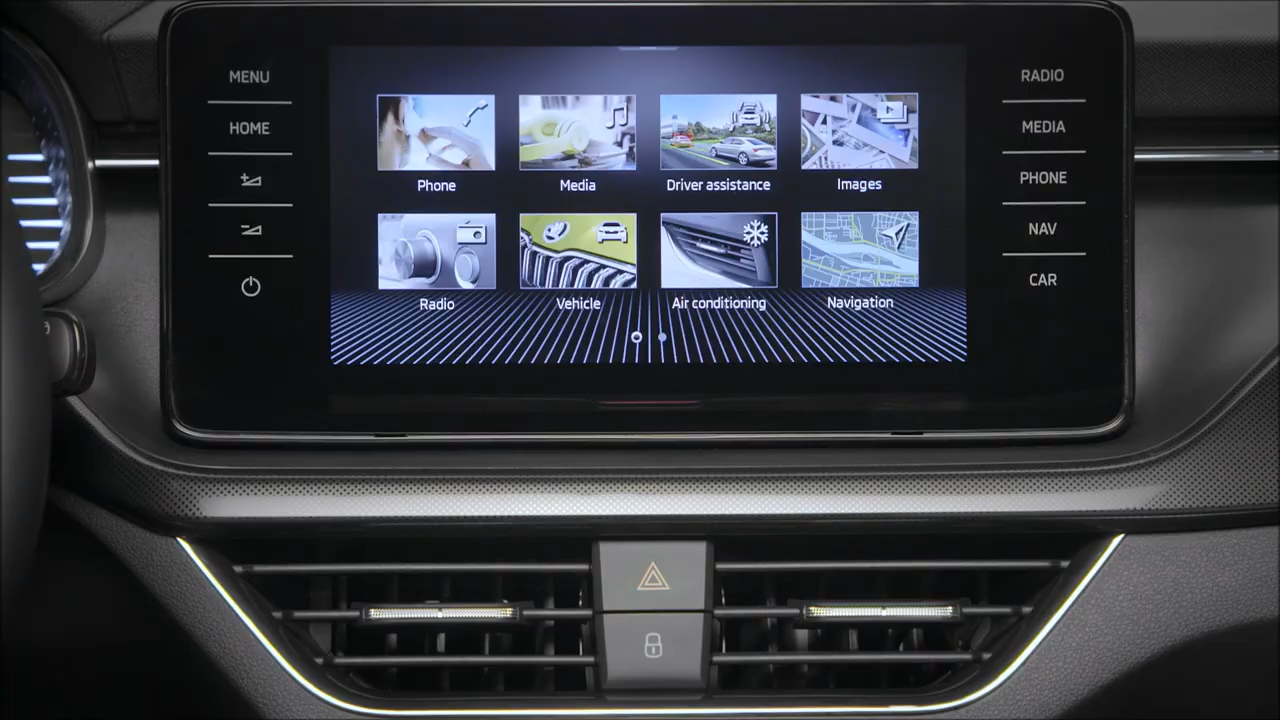 MENU
HOME
RADIO
MEDIA
PHONE
NAV
CAR
Phone
Media
Driver assistance
Images
Radio
Vehicle
Air conditioning
Navigation